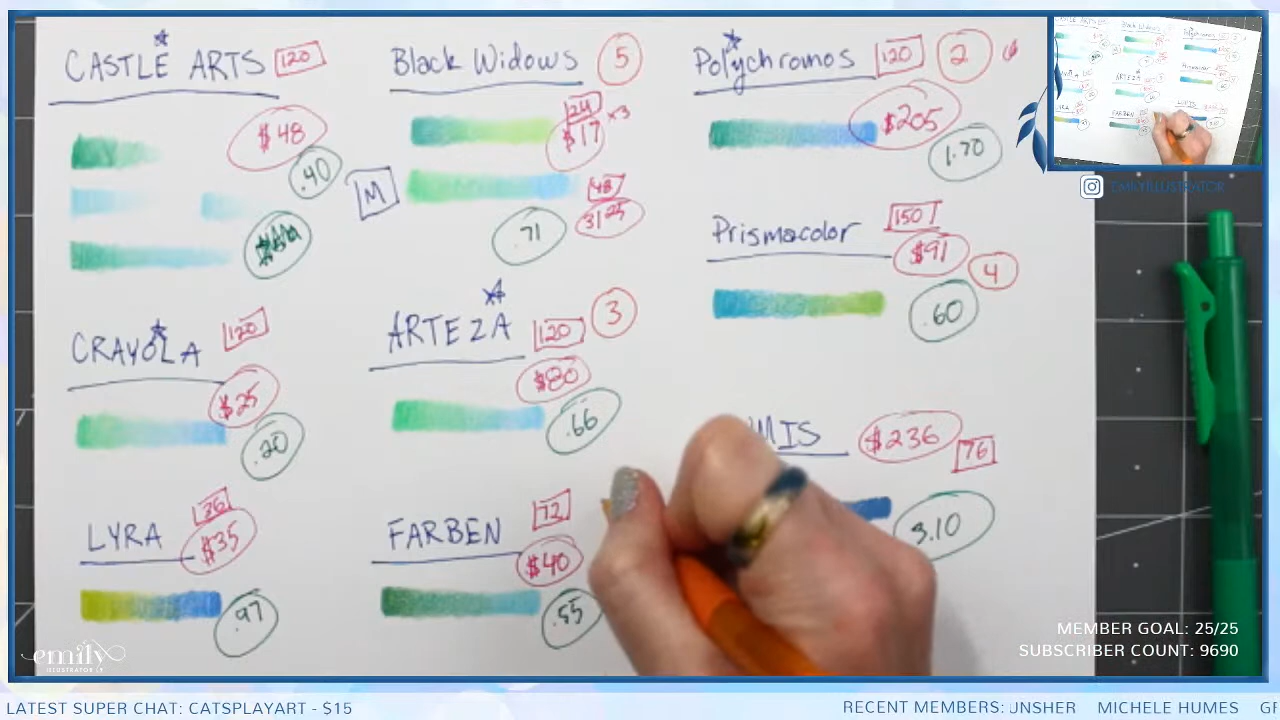 CASTLE ARTS 120
$48
.40
Black Widows 5
24
$17 x3
M
48
31.25
.71
Polychromos 120 2
$205
1.70
Prismacolor 150
$91 4
.60
CRAYOLA 120
$25
.20
ARTEZA 120 3
$80
.66
MIS $236 76
3.10
LYRA 36
$35
.97
FARBEN 72
$40
.55
EMILYILLUSTRATOR
emily
ILLUSTRATOR
MEMBER GOAL: 25/25
SUBSCRIBER COUNT: 9690
LATEST SUPER CHAT: CATSPLAYART - $15
RECENT MEMBERS: JNSHER MICHELE HUMES